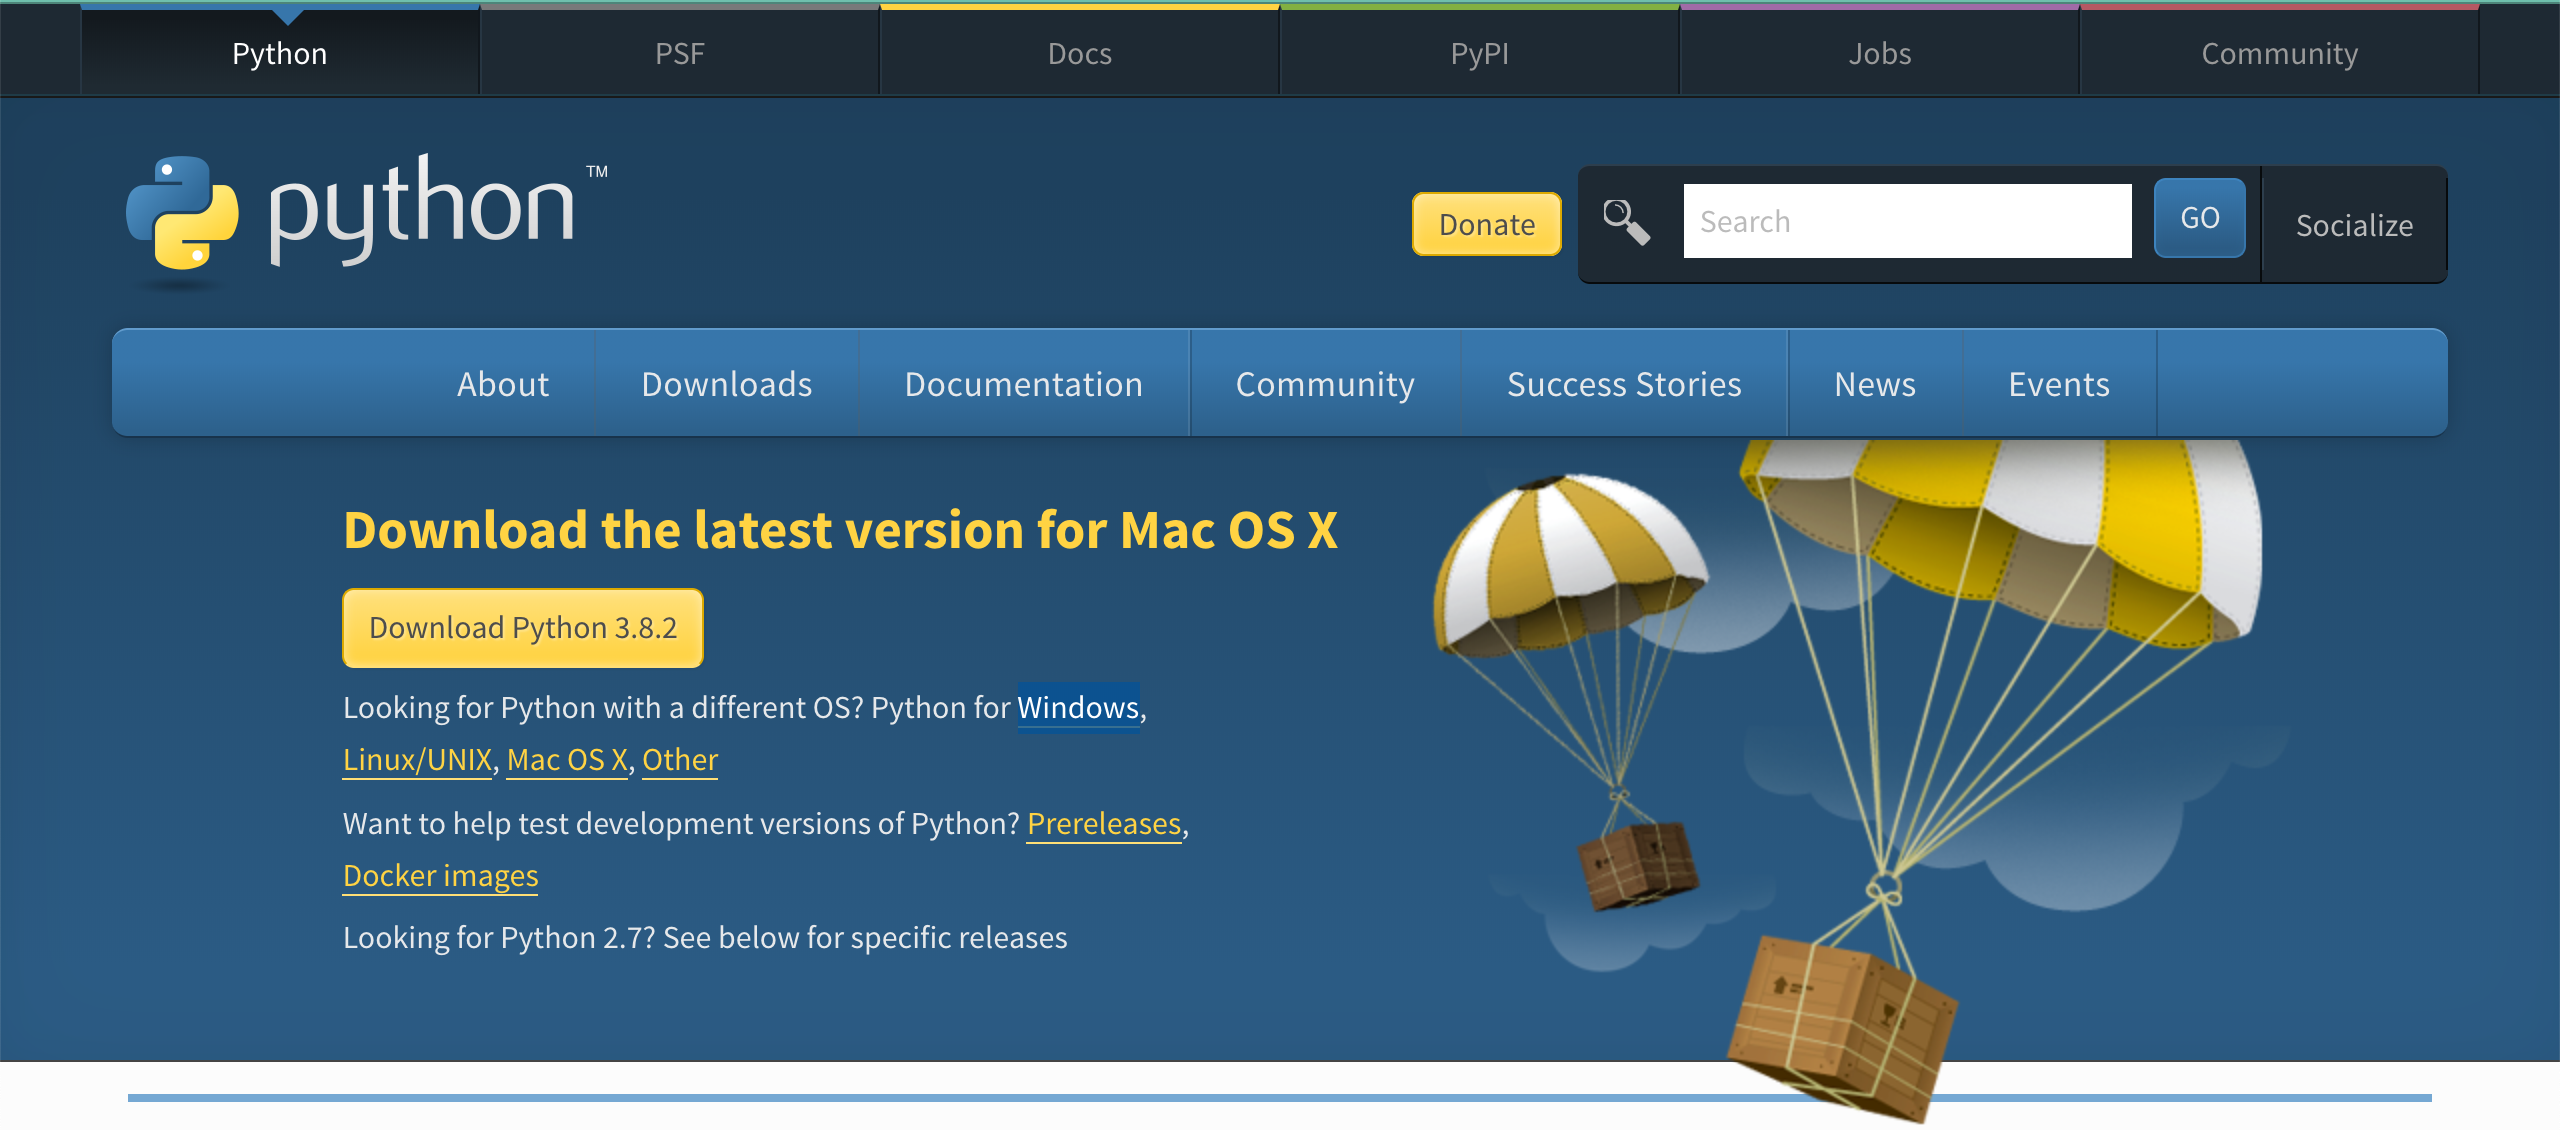 Python
PSF
Docs
PyPI
Jobs
Community
python TM
Donate
Search
GO
Socialize
About
Downloads
Documentation
Community
Success Stories
News
Events
Download the latest version for Mac OS X
Download Python 3.8.2
Looking for Python with a different OS? Python for Windows,
Linux/UNIX, Mac OS X, Other
Want to help test development versions of Python? Prereleases,
Docker images
Looking for Python 2.7? See below for specific releases